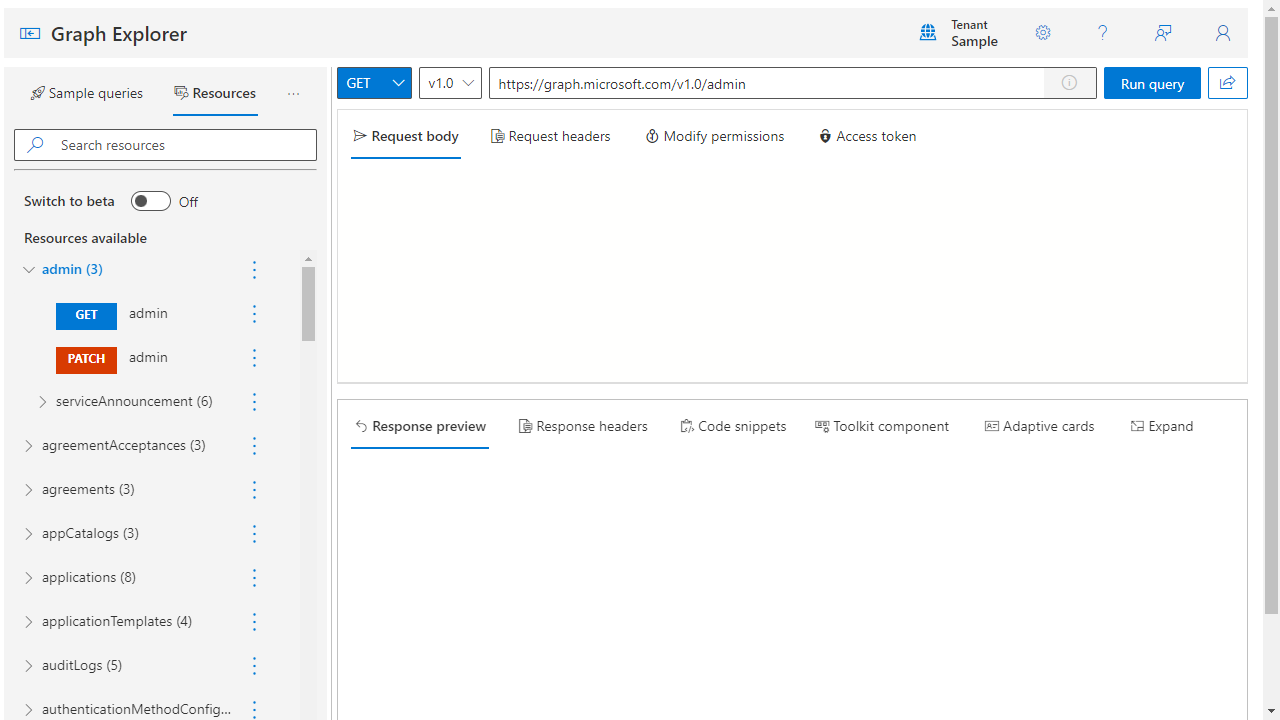 Graph Explorer
Tenant
Sample
Sample queries
Resources
Search resources
Switch to beta
Off
Resources available
admin (3)
GET admin
PATCH admin
serviceAnnouncement (6)
agreementAcceptances (3)
agreements (3)
appCatalogs (3)
applications (8)
applicationTemplates (4)
auditLogs (5)
authenticationMethodConfig...
GET
v1.0
https://graph.microsoft.com/v1.0/admin
Run query
Request body
Request headers
Modify permissions
Access token
Response preview
Response headers
Code snippets
Toolkit component
Adaptive cards
Expand